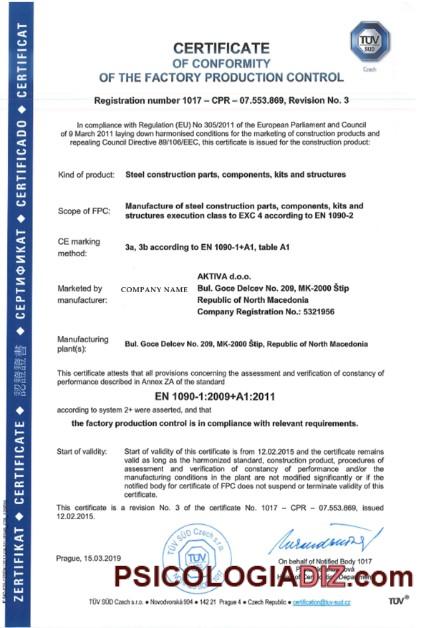 CERTIFICATE
OF CONFORMITY
OF THE FACTORY PRODUCTION CONTROL
TÜV
SÜD
Czech
Registration number 1017 – CPR – 07.553.869, Revision No. 3
In compliance with Regulation (EU) No 305/2011 of the European Parliament and Council
of 9 March 2011 laying down harmonised conditions for the marketing of construction products and
repealing Council Directive 89/106/EEC, this certificate is issued for the construction product:
Kind of product: Steel construction parts, components, kits and structures
Scope of FPC: Manufacture of steel construction parts, components, kits and
structures execution class to EXC 4 according to EN 1090-2
CE marking
method: 3a, 3b according to EN 1090-1+A1, table A1
AKTIVA d.o.o.
Marketed by
manufacturer: COMPANY NAME Bul. Goce Delcev No. 209, MK-2000 Štip
Republic of North Macedonia
Company Registration No.: 5321956
Manufacturing
plant(s): Bul. Goce Delcev No. 209, MK-2000 Štip, Republic of North Macedonia
This certificate attests that all provisions concerning the assessment and verification of constancy of
performance described in Annex ZA of the standard
EN 1090-1:2009+A1:2011
according to system 2+ were asserted, and that
the factory production control is in compliance with relevant requirements.
Start of validity: Start of validity of this certificate is from 12.02.2015 and the certificate remains
valid as long as the harmonized standard, construction product, procedures of
assessment and verification of constancy of performance and/or the
manufacturing conditions in the plant are not modified significantly or if the
notified body for certificate of FPC does not suspend or terminate validity of this
certificate.
This certificate is a revision No. 3 of the certificate No. 1017 – CPR – 07.553.869, issued
12.02.2015.
TÜV SÜD Czech s.r.o.
TÜV
Prague, 15.03.2019
On behalf of Notified Body 1017
PSICOLOGIADIZ.com
TÜV SÜD Czech s.r.o. ● Novodvorská 994 ● 142 21 Prague 4 ● Czech Republic ● certification@tuv-sud.cz
TÜV®
ZERTIFIKAT ◆ CERTIFICATE ◆ 認證證書 ◆ СЕРТИФИКАТ ◆ CERTIFICADO ◆ CERTIFICAT